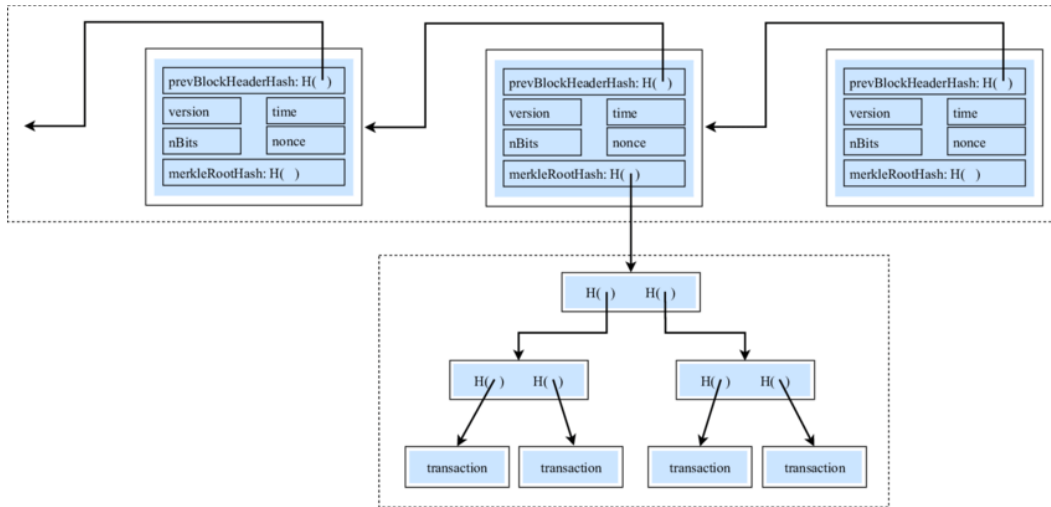 prevBlockHeaderHash: H( )
version
time
nBits
nonce
merkleRootHash: H( )
prevBlockHeaderHash: H( )
version
time
nBits
nonce
merkleRootHash: H( )
prevBlockHeaderHash: H( )
version
time
nBits
nonce
merkleRootHash: H( )
H( ) H( )
H( ) H( )
H( ) H( )
transaction
transaction
transaction
transaction